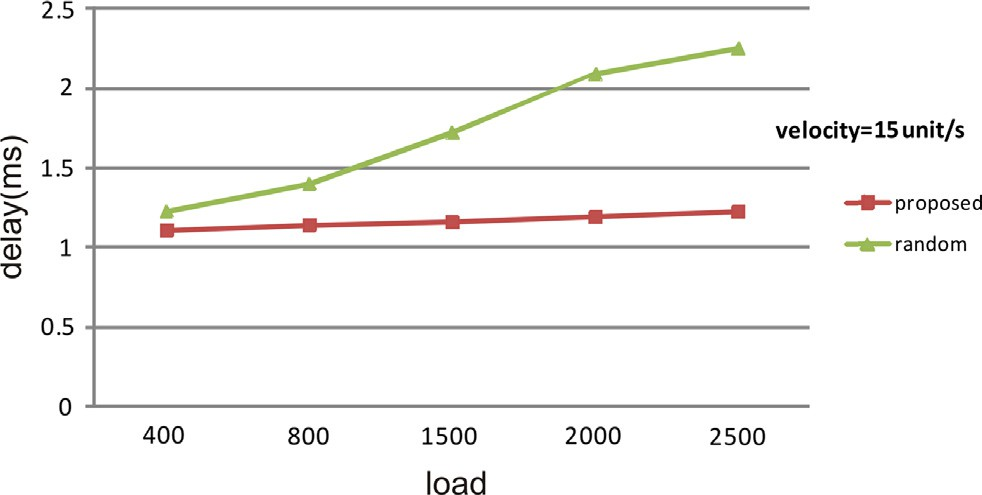 2.5
2
1.5
1
0.5
0
delay(ms)
400 800 1500 2000 2500
load
velocity=15 unit/s
proposed
random